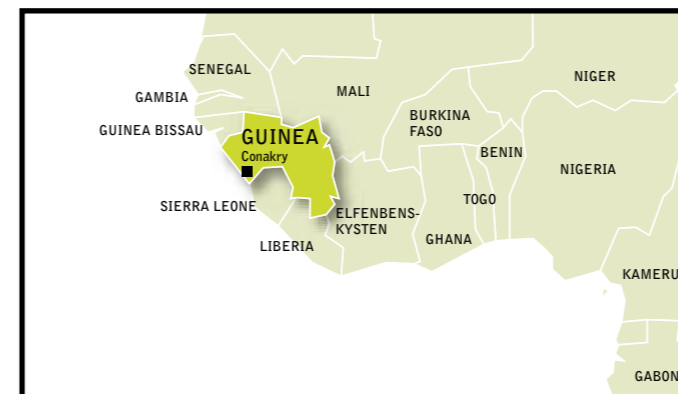 SENEGAL
NIGER
MALI
GAMBIA
BURKINA
FASO
GUINEA BISSAU
GUINEA
Conakry
BENIN
NIGERIA
TOGO
SIERRA LEONE
ELFENBENS-
KYSTEN
GHANA
LIBERIA
KAMERU
GABON